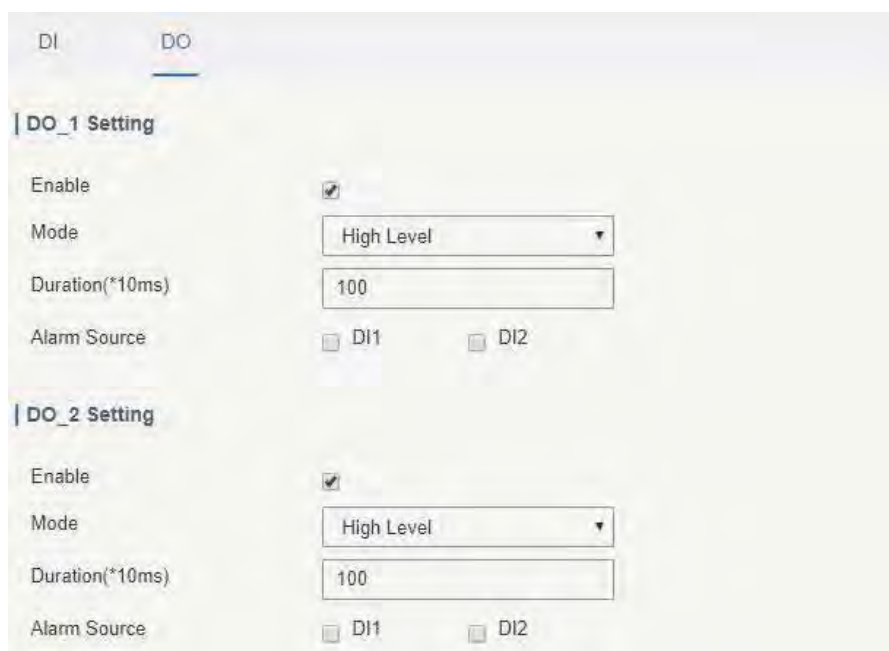 DI DO
DO_1 Setting
Enable
Mode High Level
Duration(*10ms) 100
Alarm Source DI1 DI2
DO_2 Setting
Enable
Mode High Level
Duration(*10ms) 100
Alarm Source DI1 DI2